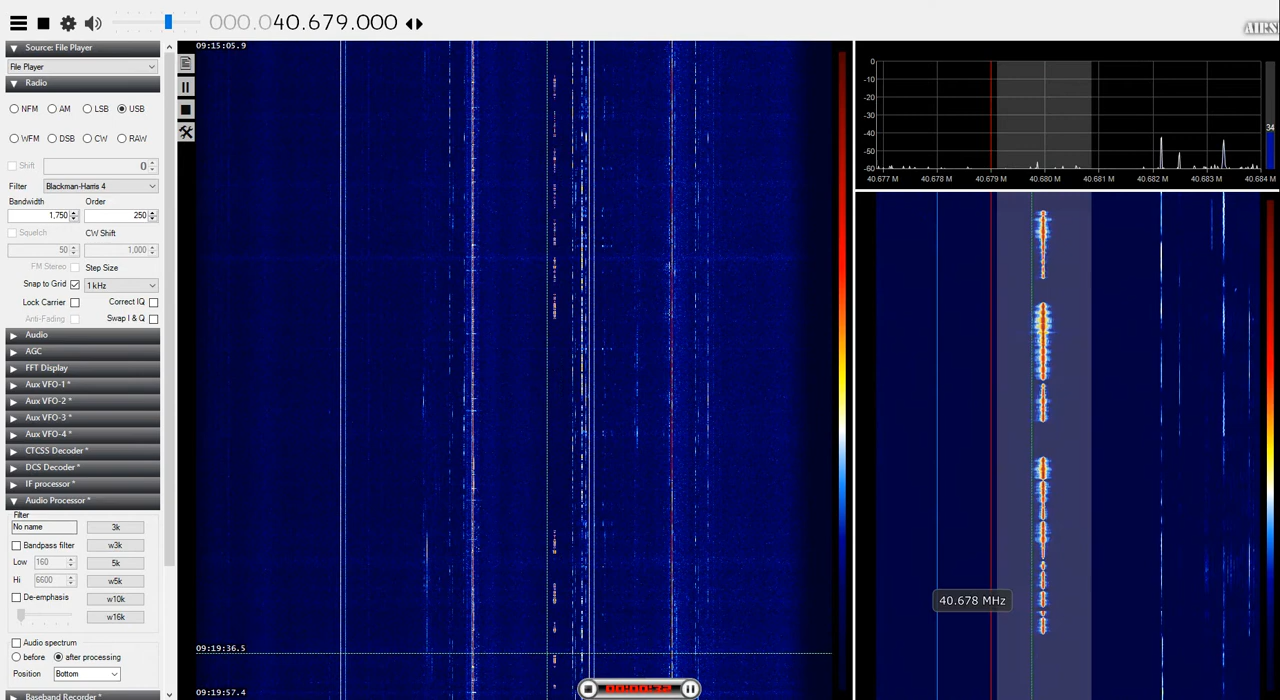 000.040.679.000
AIRS
Source: File Player
File Player
Radio
NFM AM LSB USB
WFM DSB CW RAW
Shift 0
Filter Blackman-Harris 4
Bandwidth Order
1,750 250
Squelch CW Shift
50 1,000
FM Stereo Step Size
Snap to Grid 1 kHz
Lock Carrier Correct IQ
Anti-Fading Swap I & Q
Audio
AGC
FFT Display
Aux VFO-1 *
Aux VFO-2 *
Aux VFO-3 *
Aux VFO-4 *
CTCSS Decoder *
DCS Decoder *
IF processor *
Audio Processor *
Filter
No name 3k
Bandpass filter w3k
Low 160 5k
Hi 6600 w5k
De-emphasis w10k
w16k
Audio spectrum
before after processing
Position Bottom
Baseband Recorder *
09:15:05.9
09:19:36.5
09:19:57.4
00:00:32
0
-10
-20
-30
-40
-50
-60
40.677 M 40.678 M 40.679 M 40.680 M 40.681 M 40.682 M 40.683 M 40.684 M
34
40.678 MHz